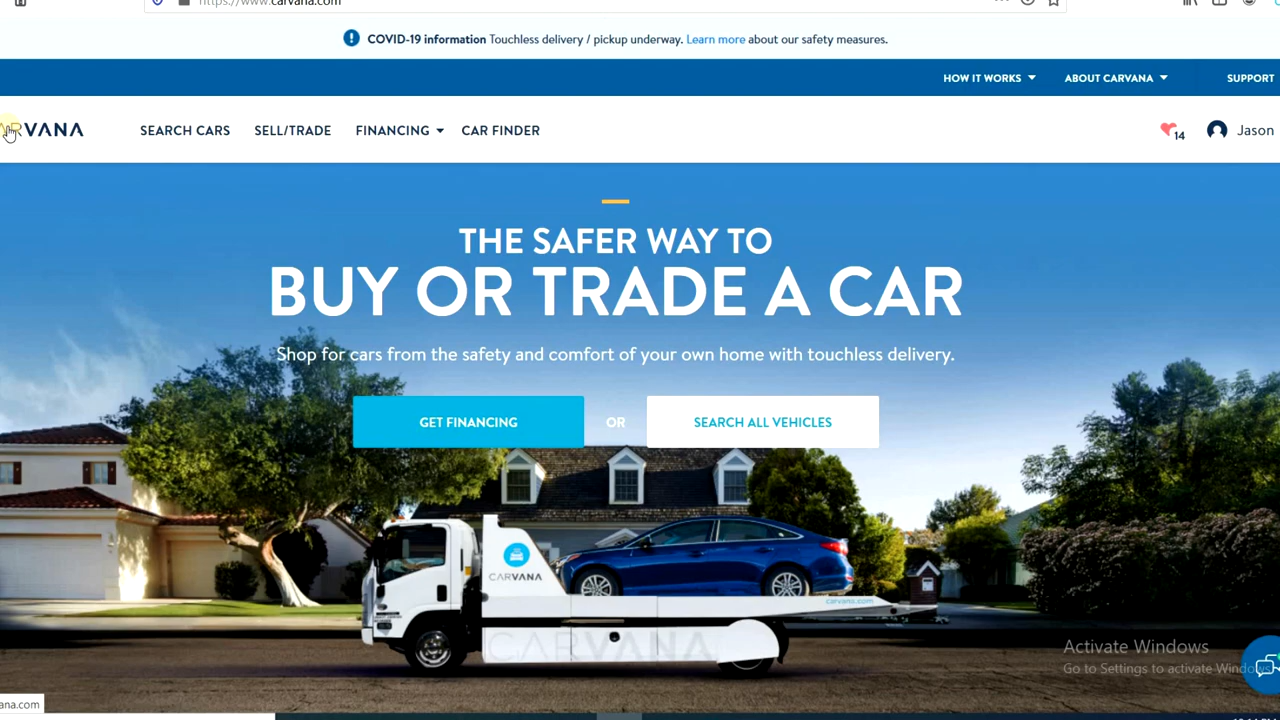 https://www.carvana.com
COVID-19 information Touchless delivery / pickup underway. Learn more about our safety measures.
HOW IT WORKS ABOUT CARVANA SUPPORT
ARVANA SEARCH CARS SELL/TRADE FINANCING CAR FINDER 14 Jason
THE SAFER WAY TO
BUY OR TRADE A CAR
Shop for cars from the safety and comfort of your own home with touchless delivery.
GET FINANCING OR SEARCH ALL VEHICLES
CARVANA
carvana.com
CARVANA
Activate Windows
Go to Settings to activate Windows
ana.com